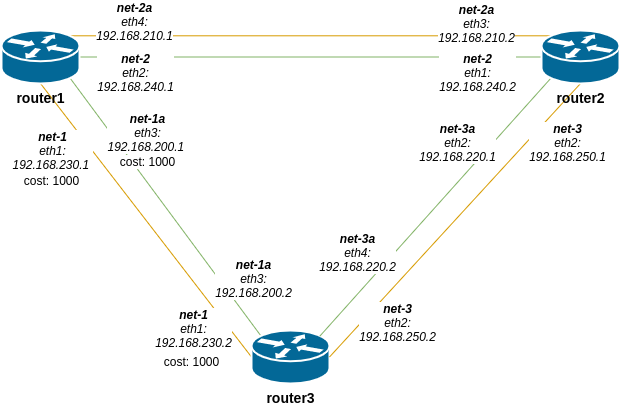 net-2a
eth4:
192.168.210.1
net-2a
eth3:
192.168.210.2
net-2
eth2:
192.168.240.1
net-2
eth1:
192.168.240.2
router1
router2
net-1a
eth3:
192.168.200.1
cost: 1000
net-1
eth1:
192.168.230.1
cost: 1000
net-3a
eth2:
192.168.220.1
net-3
eth2:
192.168.250.1
net-3a
eth4:
192.168.220.2
net-1a
eth3:
192.168.200.2
net-1
eth1:
192.168.230.2
cost: 1000
net-3
eth2:
192.168.250.2
router3